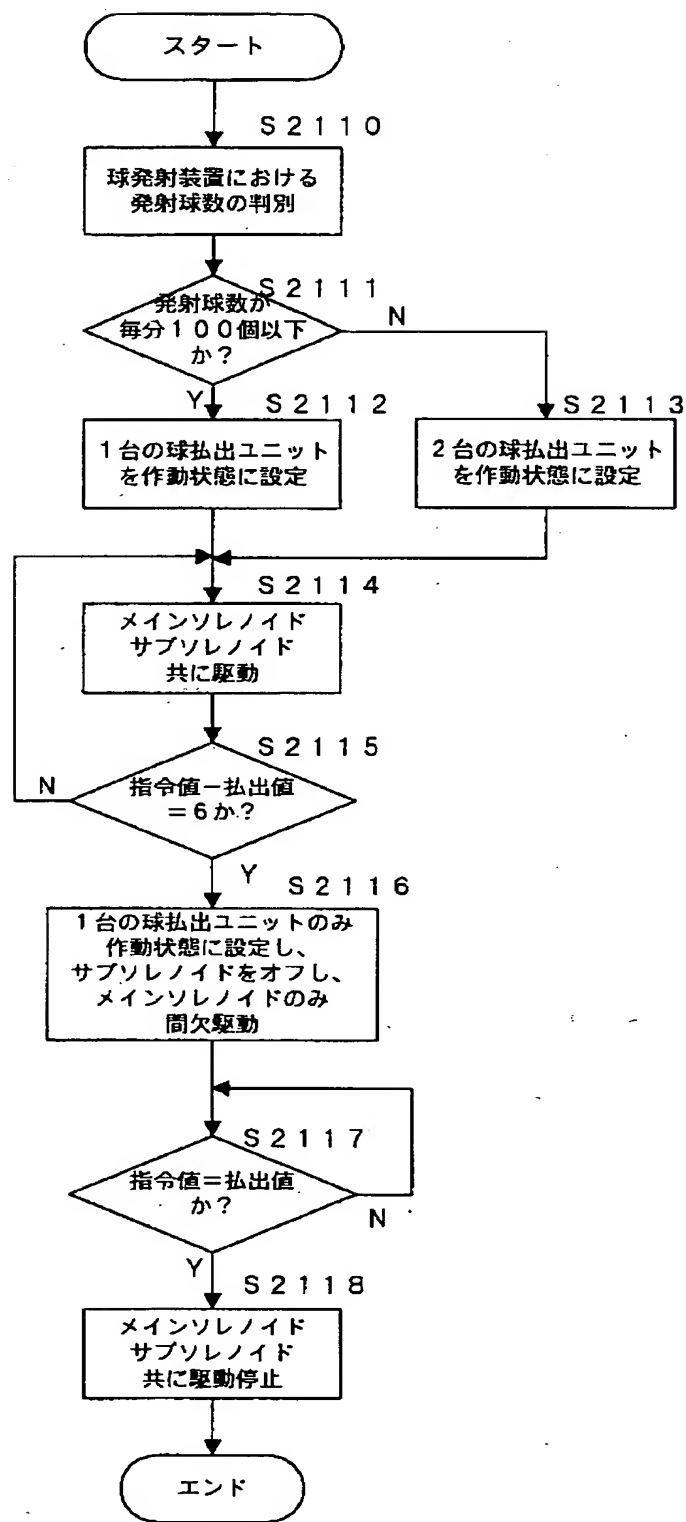 スタート
S2110
球発射装置における
発射球数の判別
S2111
発射球数が
毎分100個以下
か?
N
Y
S2112
1台の球払出ユニット
を作動状態に設定
S2113
2台の球払出ユニット
を作動状態に設定
S2114
メインソレノイド
サブソレノイド
共に駆動
S2115
指令値-払出値
=6か?
N
Y
S2116
1台の球払出ユニットのみ
作動状態に設定し、
サブソレノイドをオフし、
メインソレノイドのみ
間欠駆動
S2117
指令値=払出値
か?
N
Y
S2118
メインソレノイド
サブソレノイド
共に駆動停止
エンド